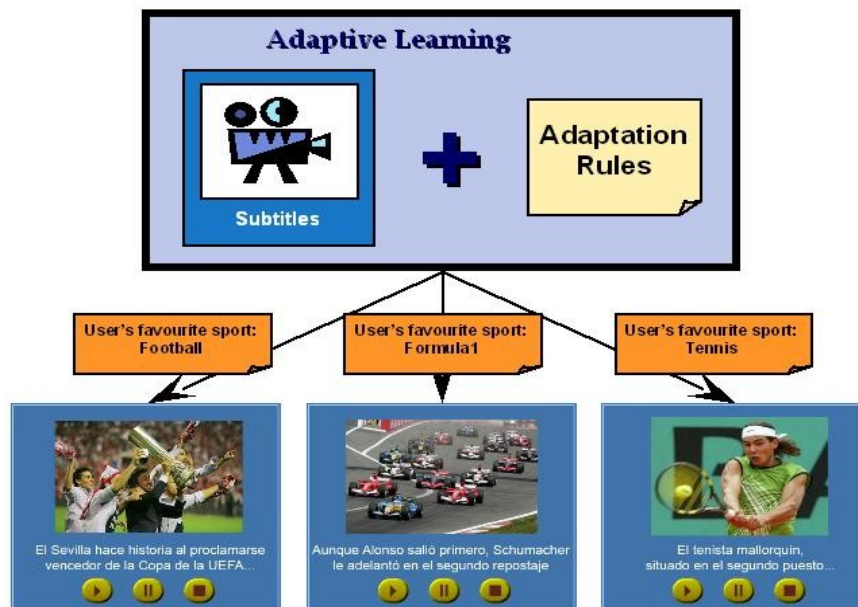 Adaptive Learning
Subtitles
Adaptation
Rules
User's favourite sport:
Football
User's favourite sport:
Formula1
User's favourite sport:
Tennis
El Sevilla hace historia al proclamarse
vencedor de la Copa de la UEFA...
Aunque Alonso salió primero, Schumacher
le adelantó en el segundo repostaje
El tenista mallorquín,
situado en el segundo puesto...